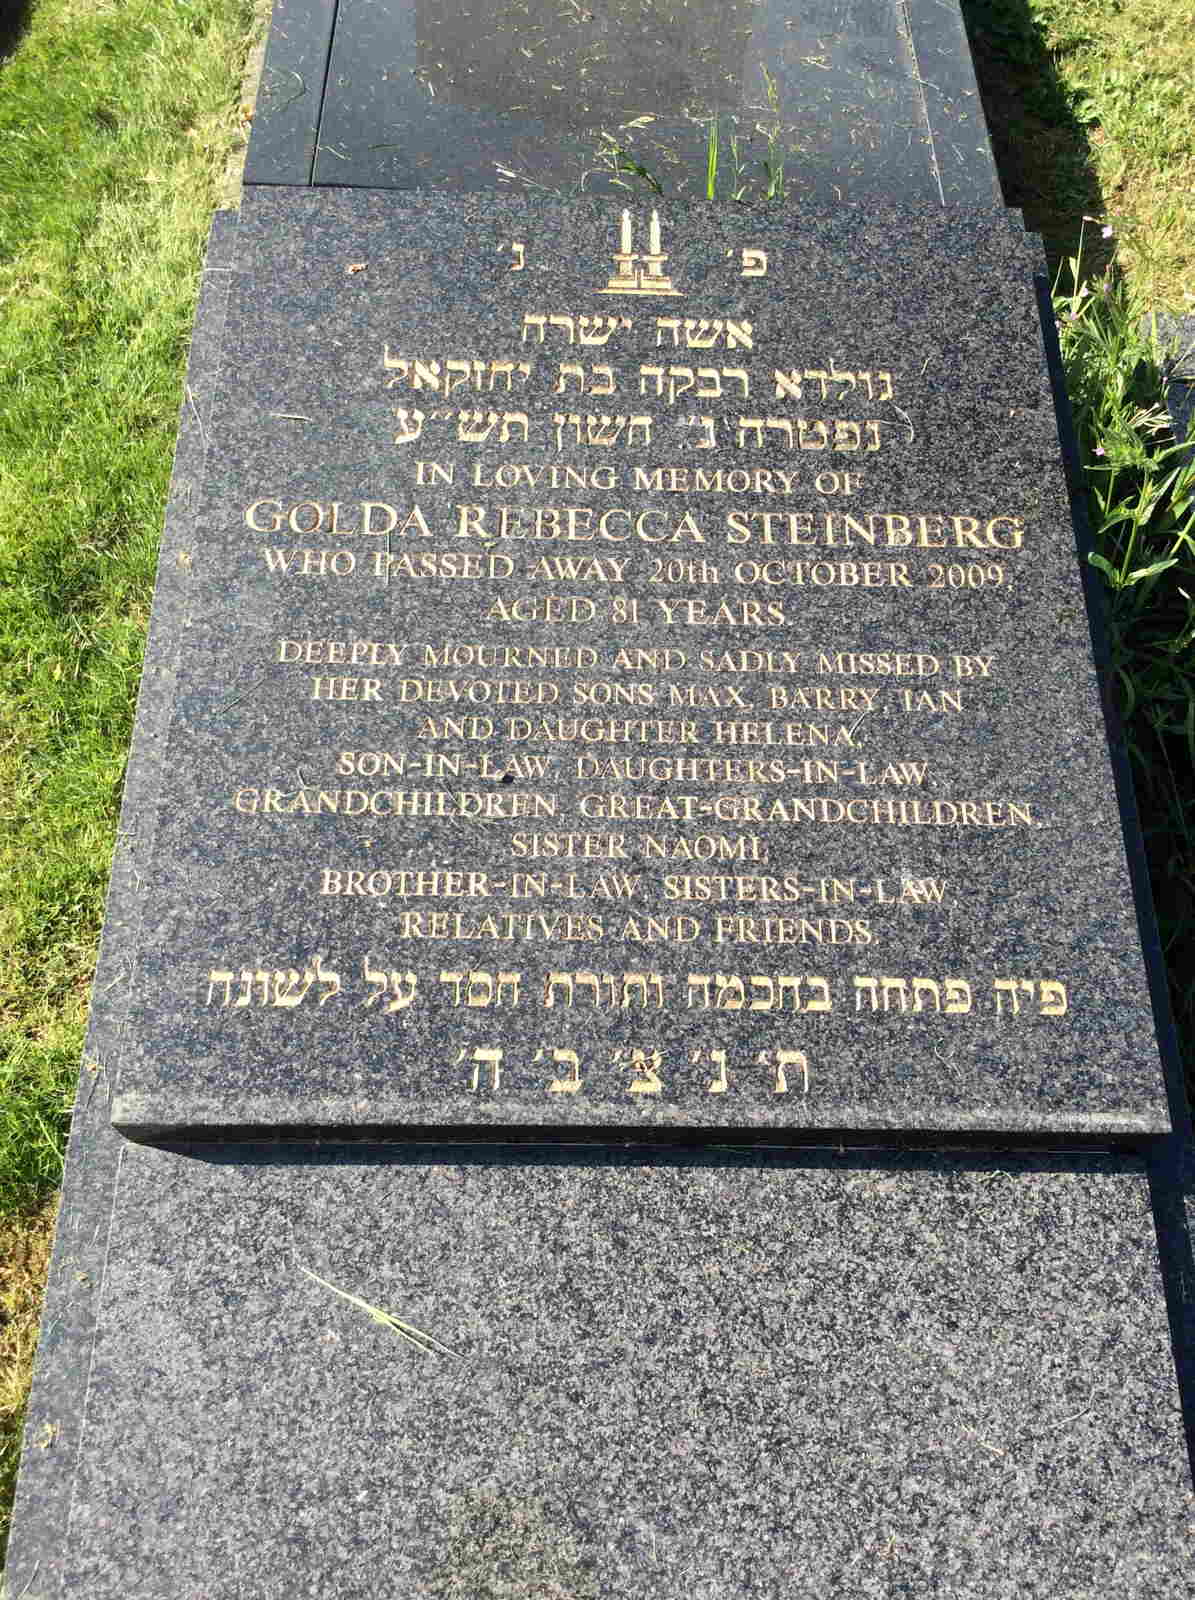 פ׳ נ׳
אשה ישרה
גולדא רבקה בת יחזקאל
נפטרה ג׳ חשון תש״ע
IN LOVING MEMORY OF
GOLDA REBECCA STEINBERG
WHO PASSED AWAY 20th OCTOBER 2009,
AGED 81 YEARS.
DEEPLY MOURNED AND SADLY MISSED BY
HER DEVOTED SONS MAX, BARRY, IAN
AND DAUGHTER HELENA,
SON-IN-LAW, DAUGHTERS-IN-LAW,
GRANDCHILDREN, GREAT-GRANDCHILDREN,
SISTER NAOMI,
BROTHER-IN-LAW, SISTERS-IN-LAW,
RELATIVES AND FRIENDS.
פיה פתחה בחכמה ותורת חסד על לשונה
ת׳ נ׳ צ׳ ב׳ ה׳